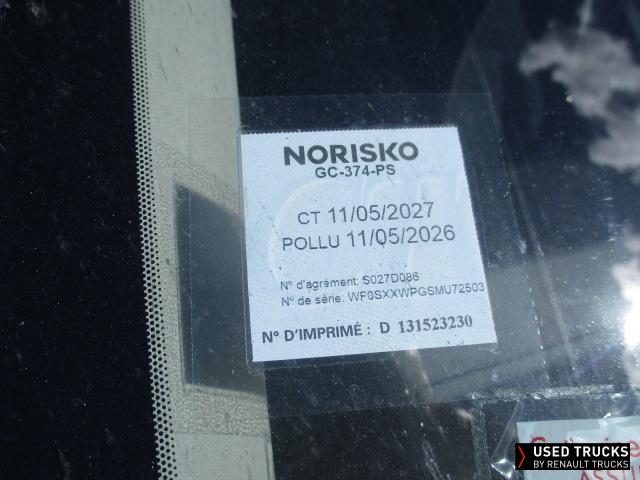 NORISKO
GC-374-PS
CT 11/05/2027
POLLU 11/05/2026
N° d'agrément: S027D086
N° de série: WF0SXXWPGSMU72503
N° D'IMPRIMÉ : D 131523230
USED TRUCKS
BY RENAULT TRUCKS